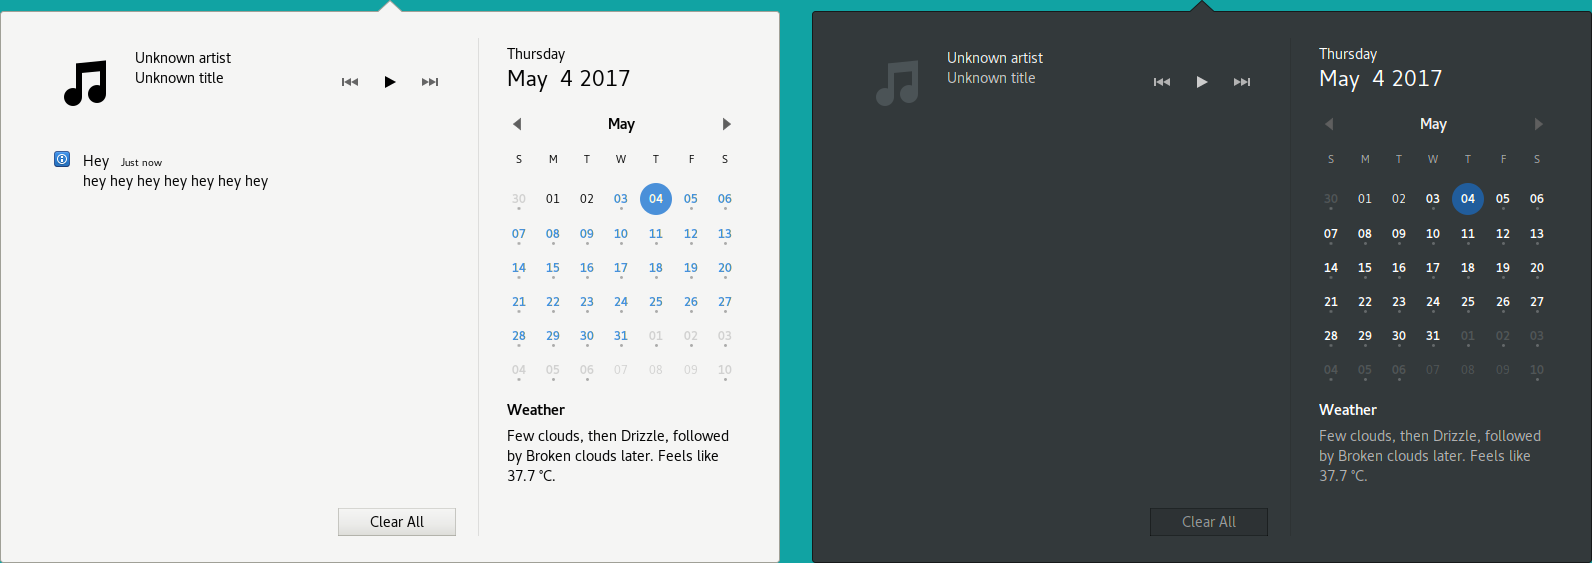 Unknown artist
Unknown title
Hey Just now
hey hey hey hey hey hey hey
Clear All
Thursday
May 4 2017
May
S M T W T F S
30 01 02 03 04 05 06
07 08 09 10 11 12 13
14 15 16 17 18 19 20
21 22 23 24 25 26 27
28 29 30 31 01 02 03
04 05 06 07 08 09 10
Weather
Few clouds, then Drizzle, followed
by Broken clouds later. Feels like
37.7 °C.
Unknown artist
Unknown title
Clear All
Thursday
May 4 2017
May
S M T W T F S
30 01 02 03 04 05 06
07 08 09 10 11 12 13
14 15 16 17 18 19 20
21 22 23 24 25 26 27
28 29 30 31 01 02 03
04 05 06 07 08 09 10
Weather
Few clouds, then Drizzle, followed
by Broken clouds later. Feels like
37.7 °C.